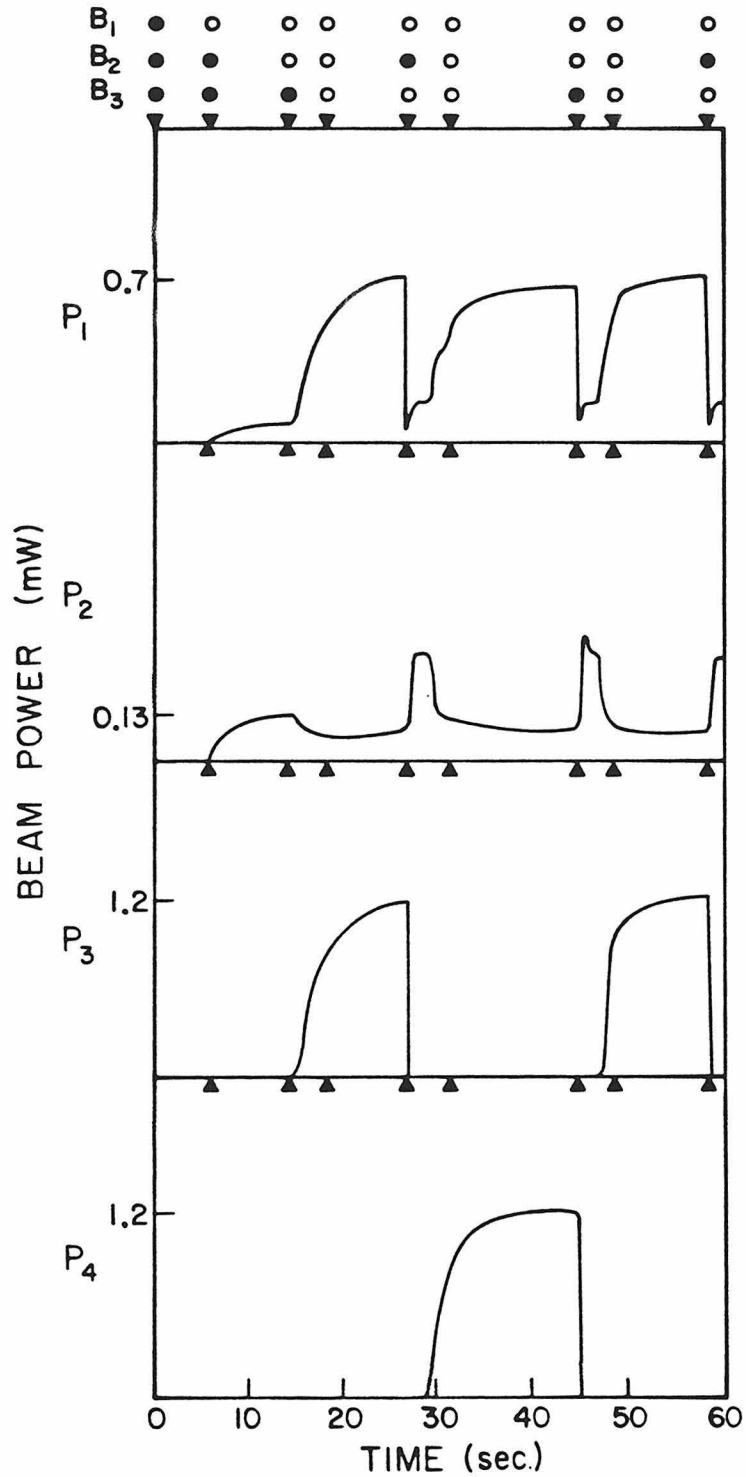 B₁
B₂
B₃
0.7
P₁
P₂
0.13
1.2
P₃
1.2
P₄
BEAM POWER (mW)
0 10 20 30 40 50 60
TIME (sec.)